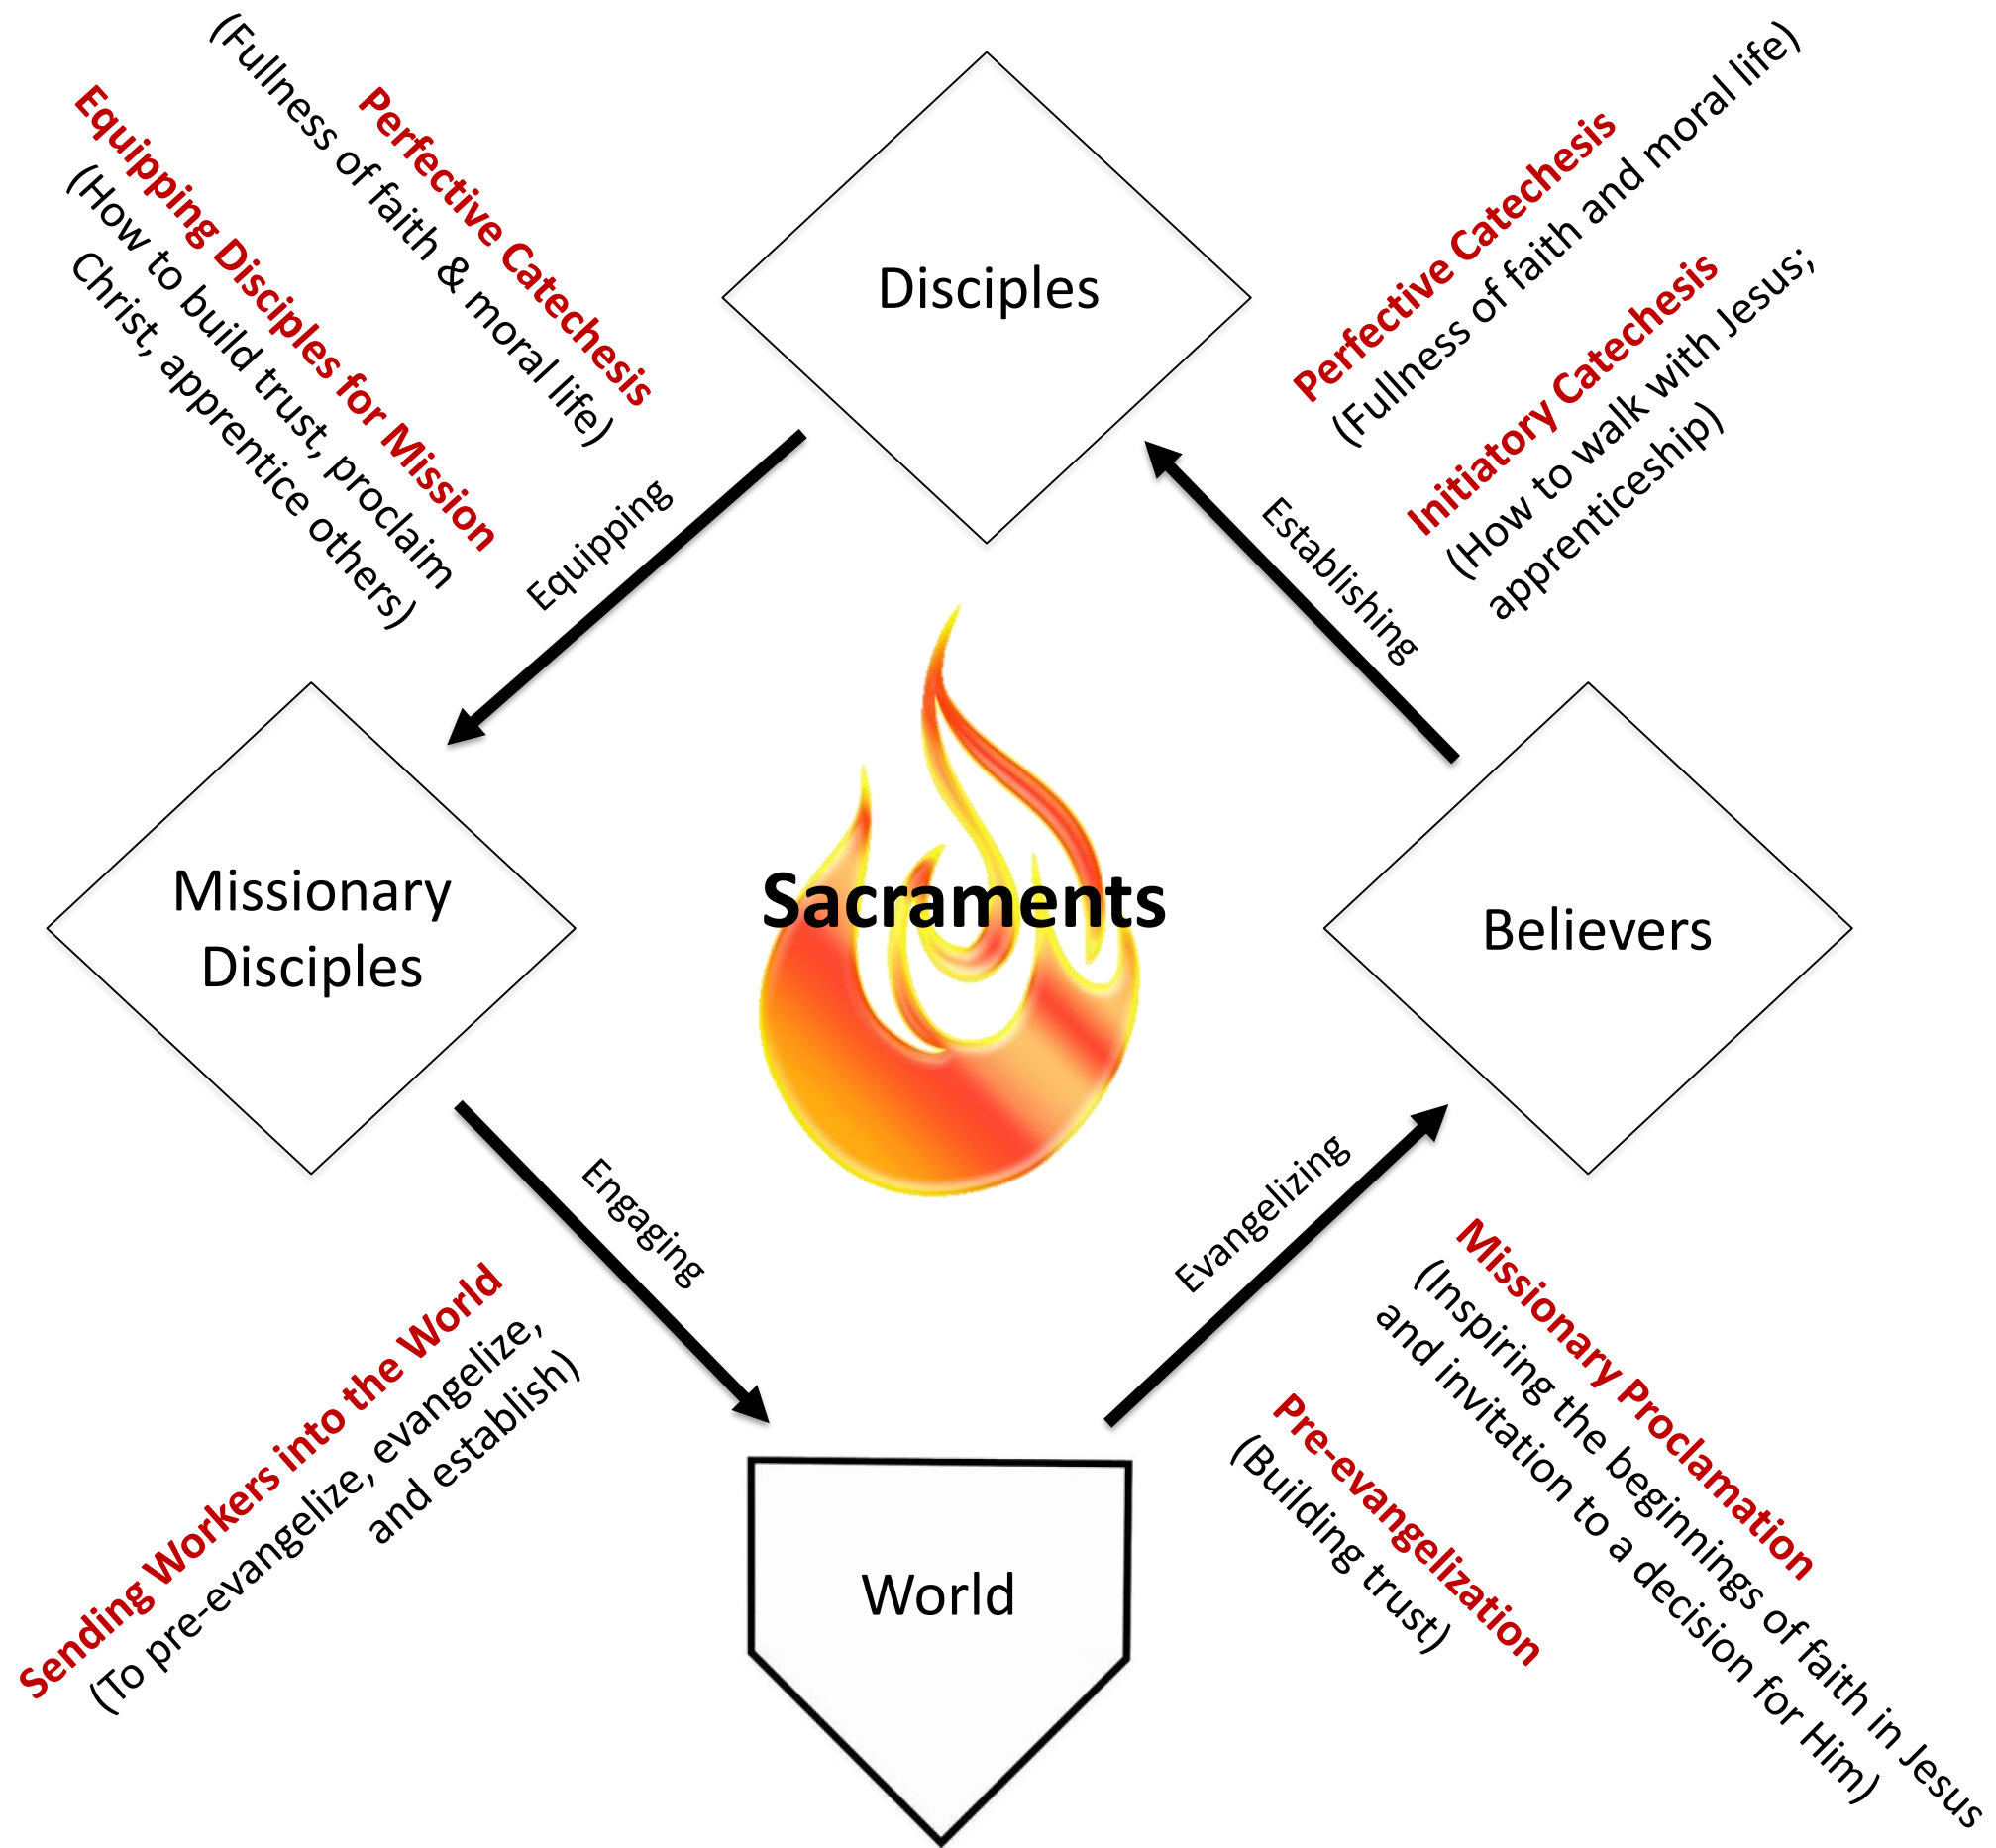 (Fullness of faith & moral life)
Perfective Catechesis
Equipping Disciples for Mission
(How to build trust, proclaim
Christ, apprentice others)
Equipping
Disciples
Perfective Catechesis
(Fullness of faith and moral life)
Initiatory Catechesis
(How to walk with Jesus;
apprenticeship)
Establishing
Missionary
Disciples
Sacraments
Believers
Engaging
Sending Workers into the World
(To pre-evangelize, evangelize,
and establish)
World
Evangelizing
Missionary Proclamation
(Inspiring the beginnings of faith in Jesus
and invitation to a decision for Him)
Pre-evangelization
(Building trust)